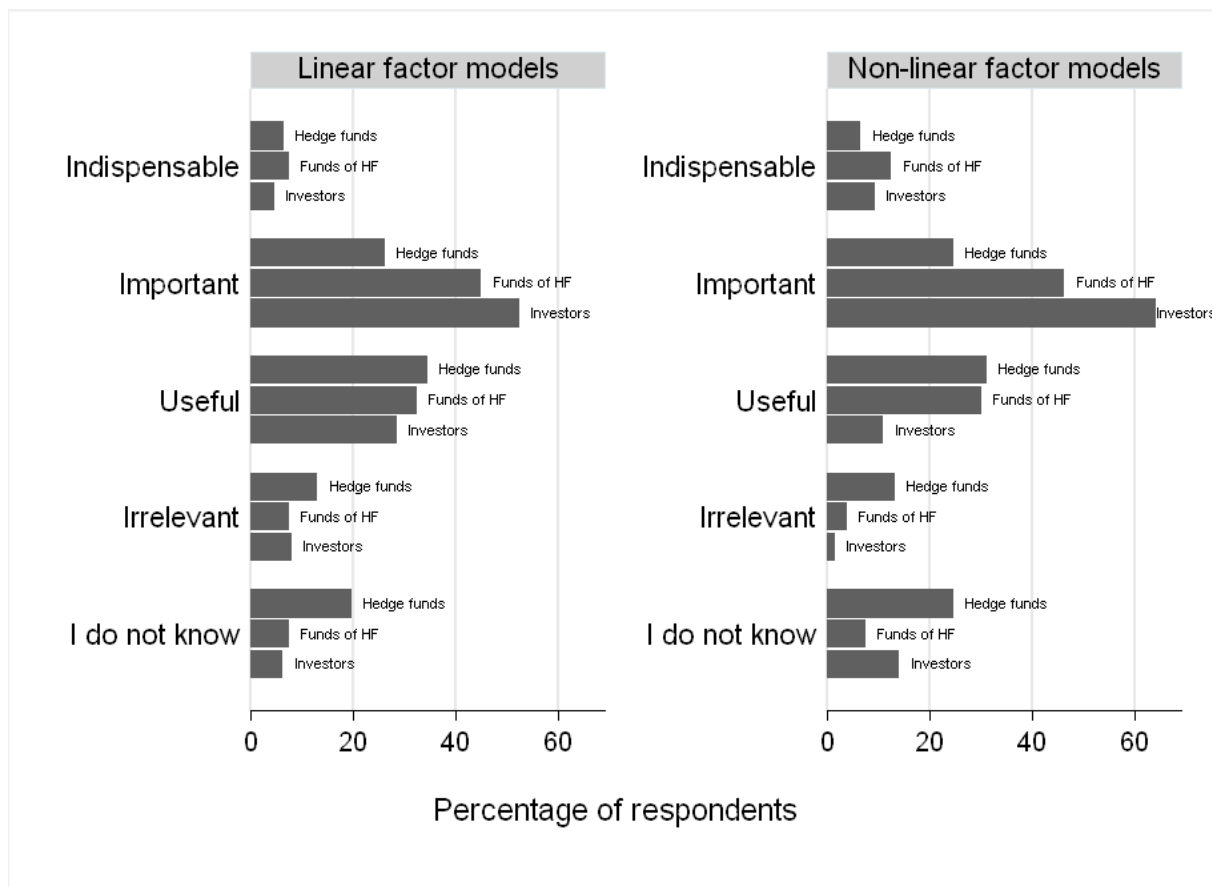 Linear factor models
Indispensable
Hedge funds
Funds of HF
Investors
Important
Hedge funds
Funds of HF
Investors
Useful
Hedge funds
Funds of HF
Investors
Irrelevant
Hedge funds
Funds of HF
Investors
I do not know
Hedge funds
Funds of HF
Investors
0 20 40 60
Non-linear factor models
Indispensable
Hedge funds
Funds of HF
Investors
Important
Hedge funds
Funds of HF
Investors
Useful
Hedge funds
Funds of HF
Investors
Irrelevant
Hedge funds
Funds of HF
Investors
I do not know
Hedge funds
Funds of HF
Investors
0 20 40 60
Percentage of respondents